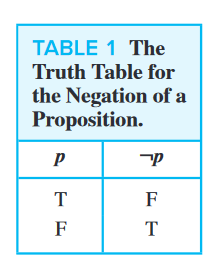 TABLE 1 The
Truth Table for
the Negation of a
Proposition.
p ¬p
T F
F T